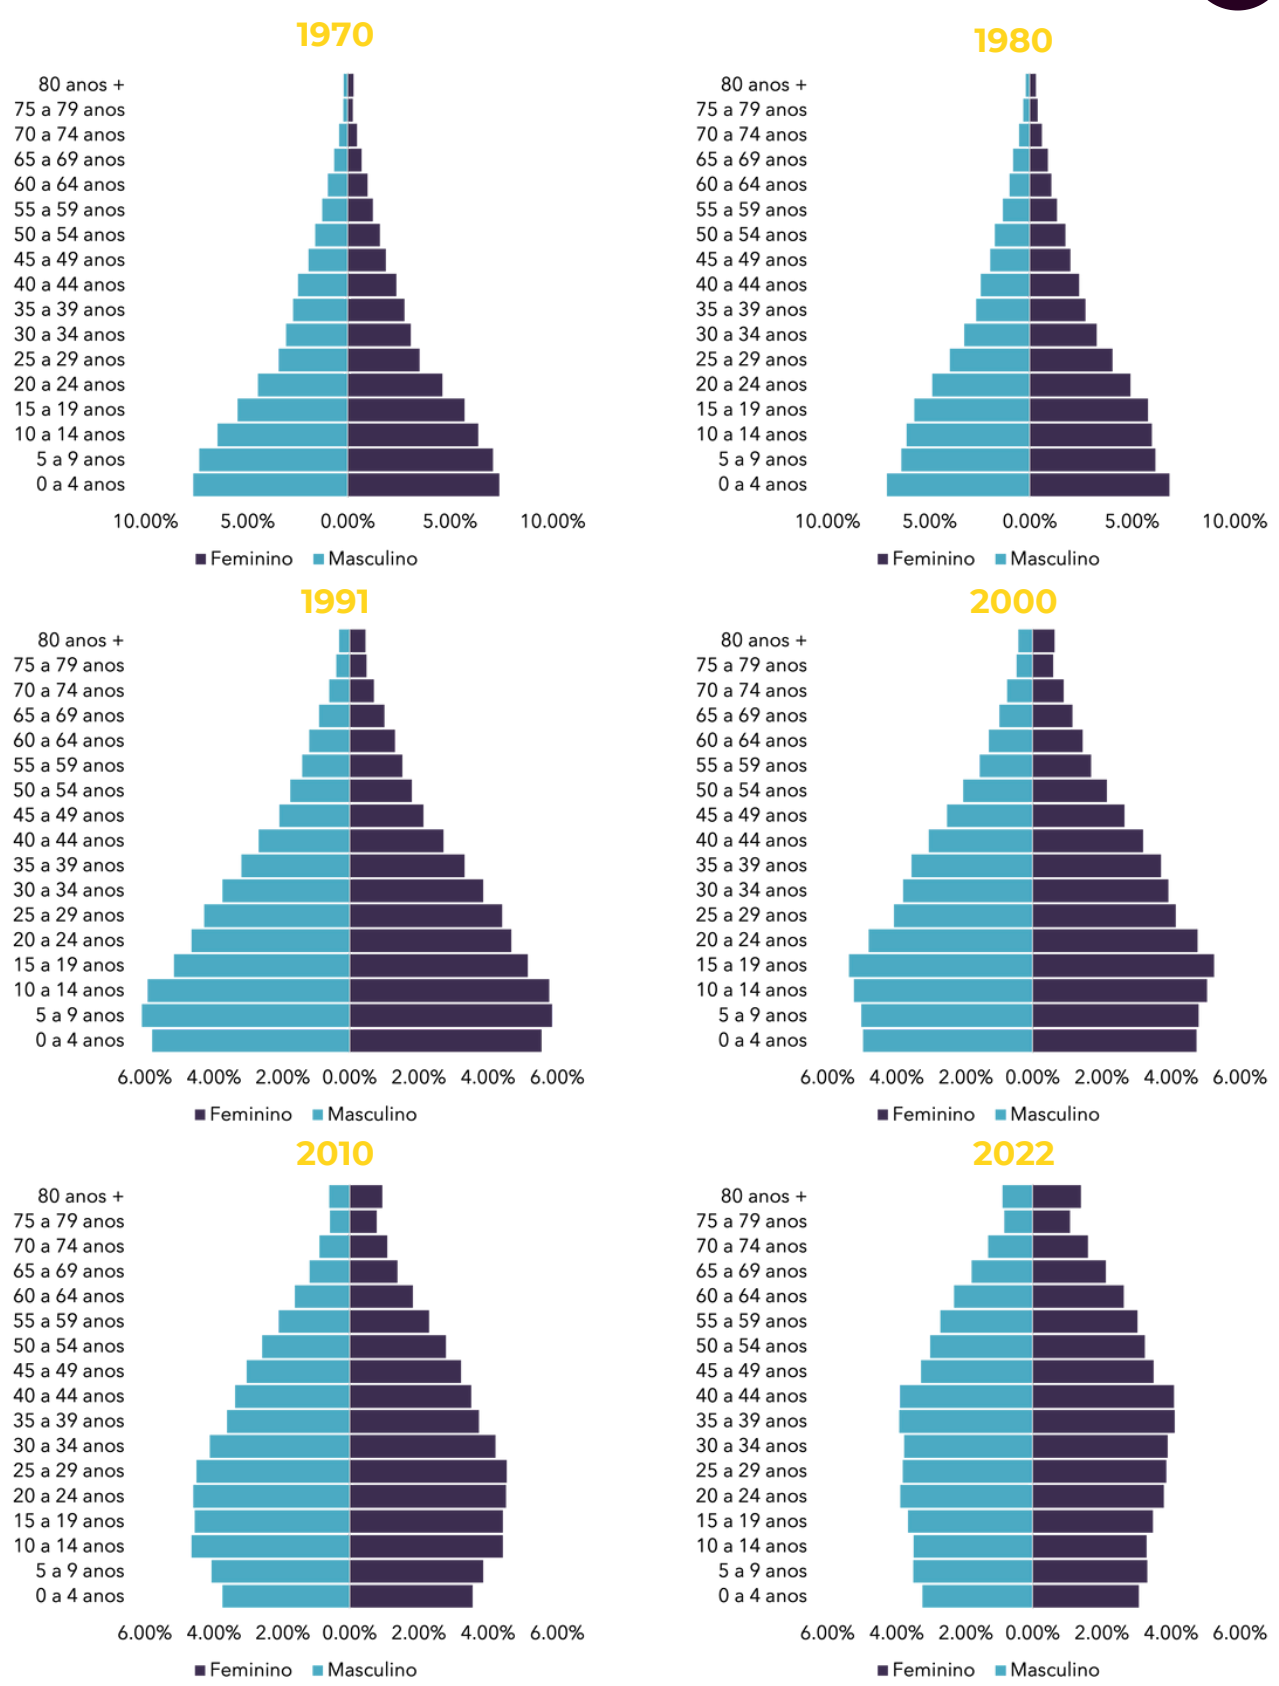 1970
80 anos +
75 a 79 anos
70 a 74 anos
65 a 69 anos
60 a 64 anos
55 a 59 anos
50 a 54 anos
45 a 49 anos
40 a 44 anos
35 a 39 anos
30 a 34 anos
25 a 29 anos
20 a 24 anos
15 a 19 anos
10 a 14 anos
5 a 9 anos
0 a 4 anos
10.00% 5.00% 0.00% 5.00% 10.00%
Feminino Masculino
1980
80 anos +
75 a 79 anos
70 a 74 anos
65 a 69 anos
60 a 64 anos
55 a 59 anos
50 a 54 anos
45 a 49 anos
40 a 44 anos
35 a 39 anos
30 a 34 anos
25 a 29 anos
20 a 24 anos
15 a 19 anos
10 a 14 anos
5 a 9 anos
0 a 4 anos
10.00% 5.00% 0.00% 5.00% 10.00%
Feminino Masculino
1991
80 anos +
75 a 79 anos
70 a 74 anos
65 a 69 anos
60 a 64 anos
55 a 59 anos
50 a 54 anos
45 a 49 anos
40 a 44 anos
35 a 39 anos
30 a 34 anos
25 a 29 anos
20 a 24 anos
15 a 19 anos
10 a 14 anos
5 a 9 anos
0 a 4 anos
6.00% 4.00% 2.00% 0.00% 2.00% 4.00% 6.00%
Feminino Masculino
2000
80 anos +
75 a 79 anos
70 a 74 anos
65 a 69 anos
60 a 64 anos
55 a 59 anos
50 a 54 anos
45 a 49 anos
40 a 44 anos
35 a 39 anos
30 a 34 anos
25 a 29 anos
20 a 24 anos
15 a 19 anos
10 a 14 anos
5 a 9 anos
0 a 4 anos
6.00% 4.00% 2.00% 0.00% 2.00% 4.00% 6.00%
Feminino Masculino
2010
80 anos +
75 a 79 anos
70 a 74 anos
65 a 69 anos
60 a 64 anos
55 a 59 anos
50 a 54 anos
45 a 49 anos
40 a 44 anos
35 a 39 anos
30 a 34 anos
25 a 29 anos
20 a 24 anos
15 a 19 anos
10 a 14 anos
5 a 9 anos
0 a 4 anos
6.00% 4.00% 2.00% 0.00% 2.00% 4.00% 6.00%
Feminino Masculino
2022
80 anos +
75 a 79 anos
70 a 74 anos
65 a 69 anos
60 a 64 anos
55 a 59 anos
50 a 54 anos
45 a 49 anos
40 a 44 anos
35 a 39 anos
30 a 34 anos
25 a 29 anos
20 a 24 anos
15 a 19 anos
10 a 14 anos
5 a 9 anos
0 a 4 anos
6.00% 4.00% 2.00% 0.00% 2.00% 4.00% 6.00%
Feminino Masculino